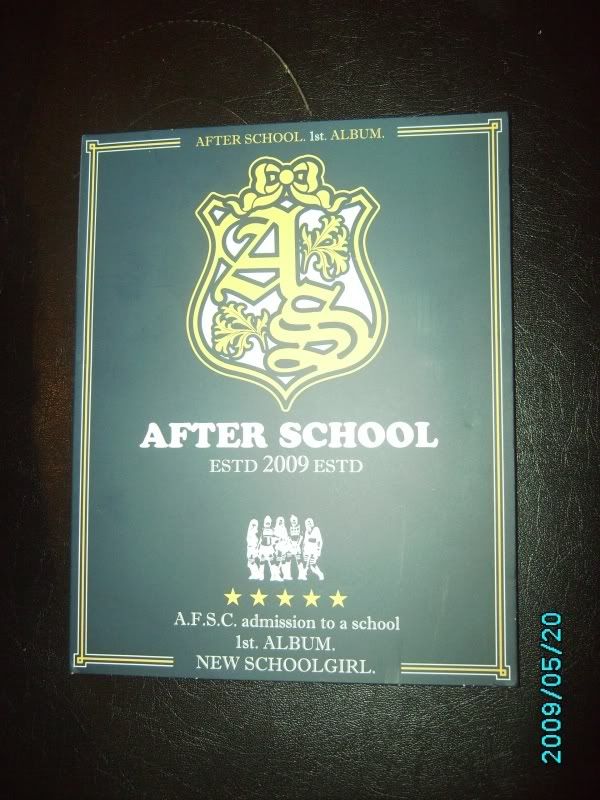 AFTER SCHOOL. 1st. ALBUM.
AS
AFTER SCHOOL
ESTD 2009 ESTD
A.F.S.C. admission to a school
1st. ALBUM.
NEW SCHOOLGIRL.
2009/05/20